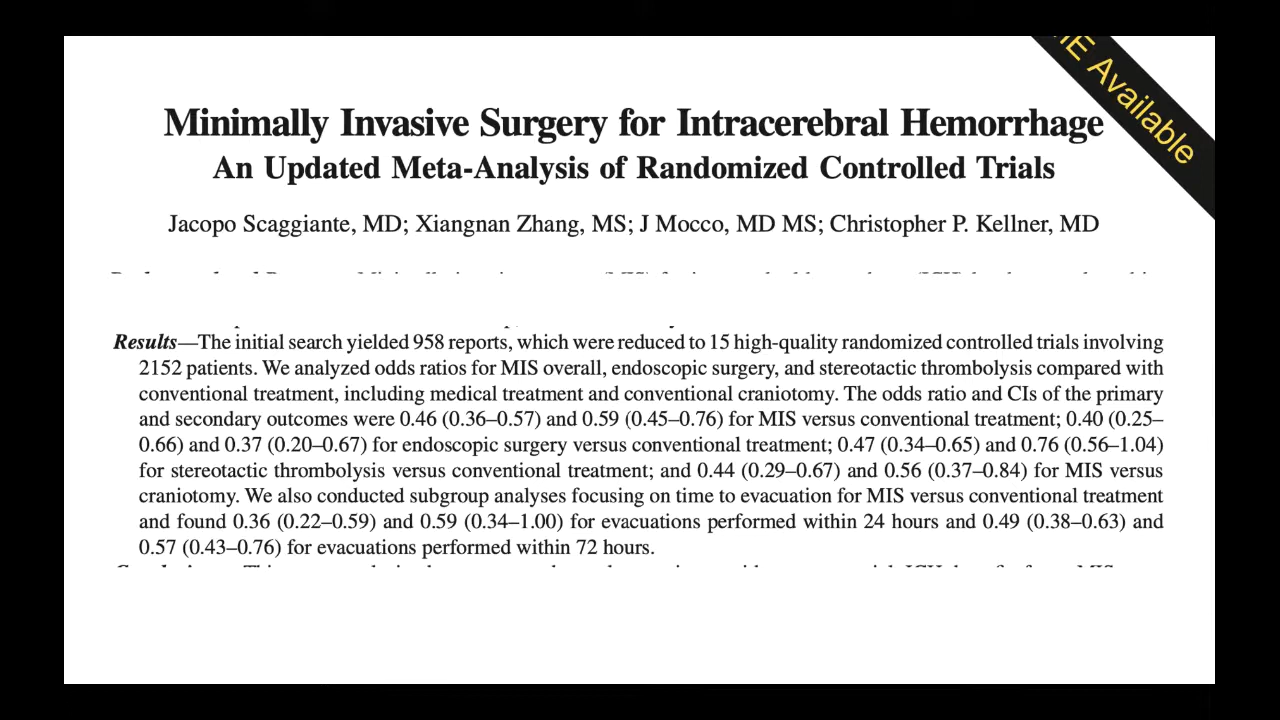 Minimally Invasive Surgery for Intracerebral Hemorrhage
An Updated Meta-Analysis of Randomized Controlled Trials
Jacopo Scaggiante, MD; Xiangnan Zhang, MS; J Mocco, MD MS; Christopher P. Kellner, MD
Available
Results—The initial search yielded 958 reports, which were reduced to 15 high-quality randomized controlled trials involving
2152 patients. We analyzed odds ratios for MIS overall, endoscopic surgery, and stereotactic thrombolysis compared with
conventional treatment, including medical treatment and conventional craniotomy. The odds ratio and CIs of the primary
and secondary outcomes were 0.46 (0.36–0.57) and 0.59 (0.45–0.76) for MIS versus conventional treatment; 0.40 (0.25–
0.66) and 0.37 (0.20–0.67) for endoscopic surgery versus conventional treatment; 0.47 (0.34–0.65) and 0.76 (0.56–1.04)
for stereotactic thrombolysis versus conventional treatment; and 0.44 (0.29–0.67) and 0.56 (0.37–0.84) for MIS versus
craniotomy. We also conducted subgroup analyses focusing on time to evacuation for MIS versus conventional treatment
and found 0.36 (0.22–0.59) and 0.59 (0.34–1.00) for evacuations performed within 24 hours and 0.49 (0.38–0.63) and
0.57 (0.43–0.76) for evacuations performed within 72 hours.